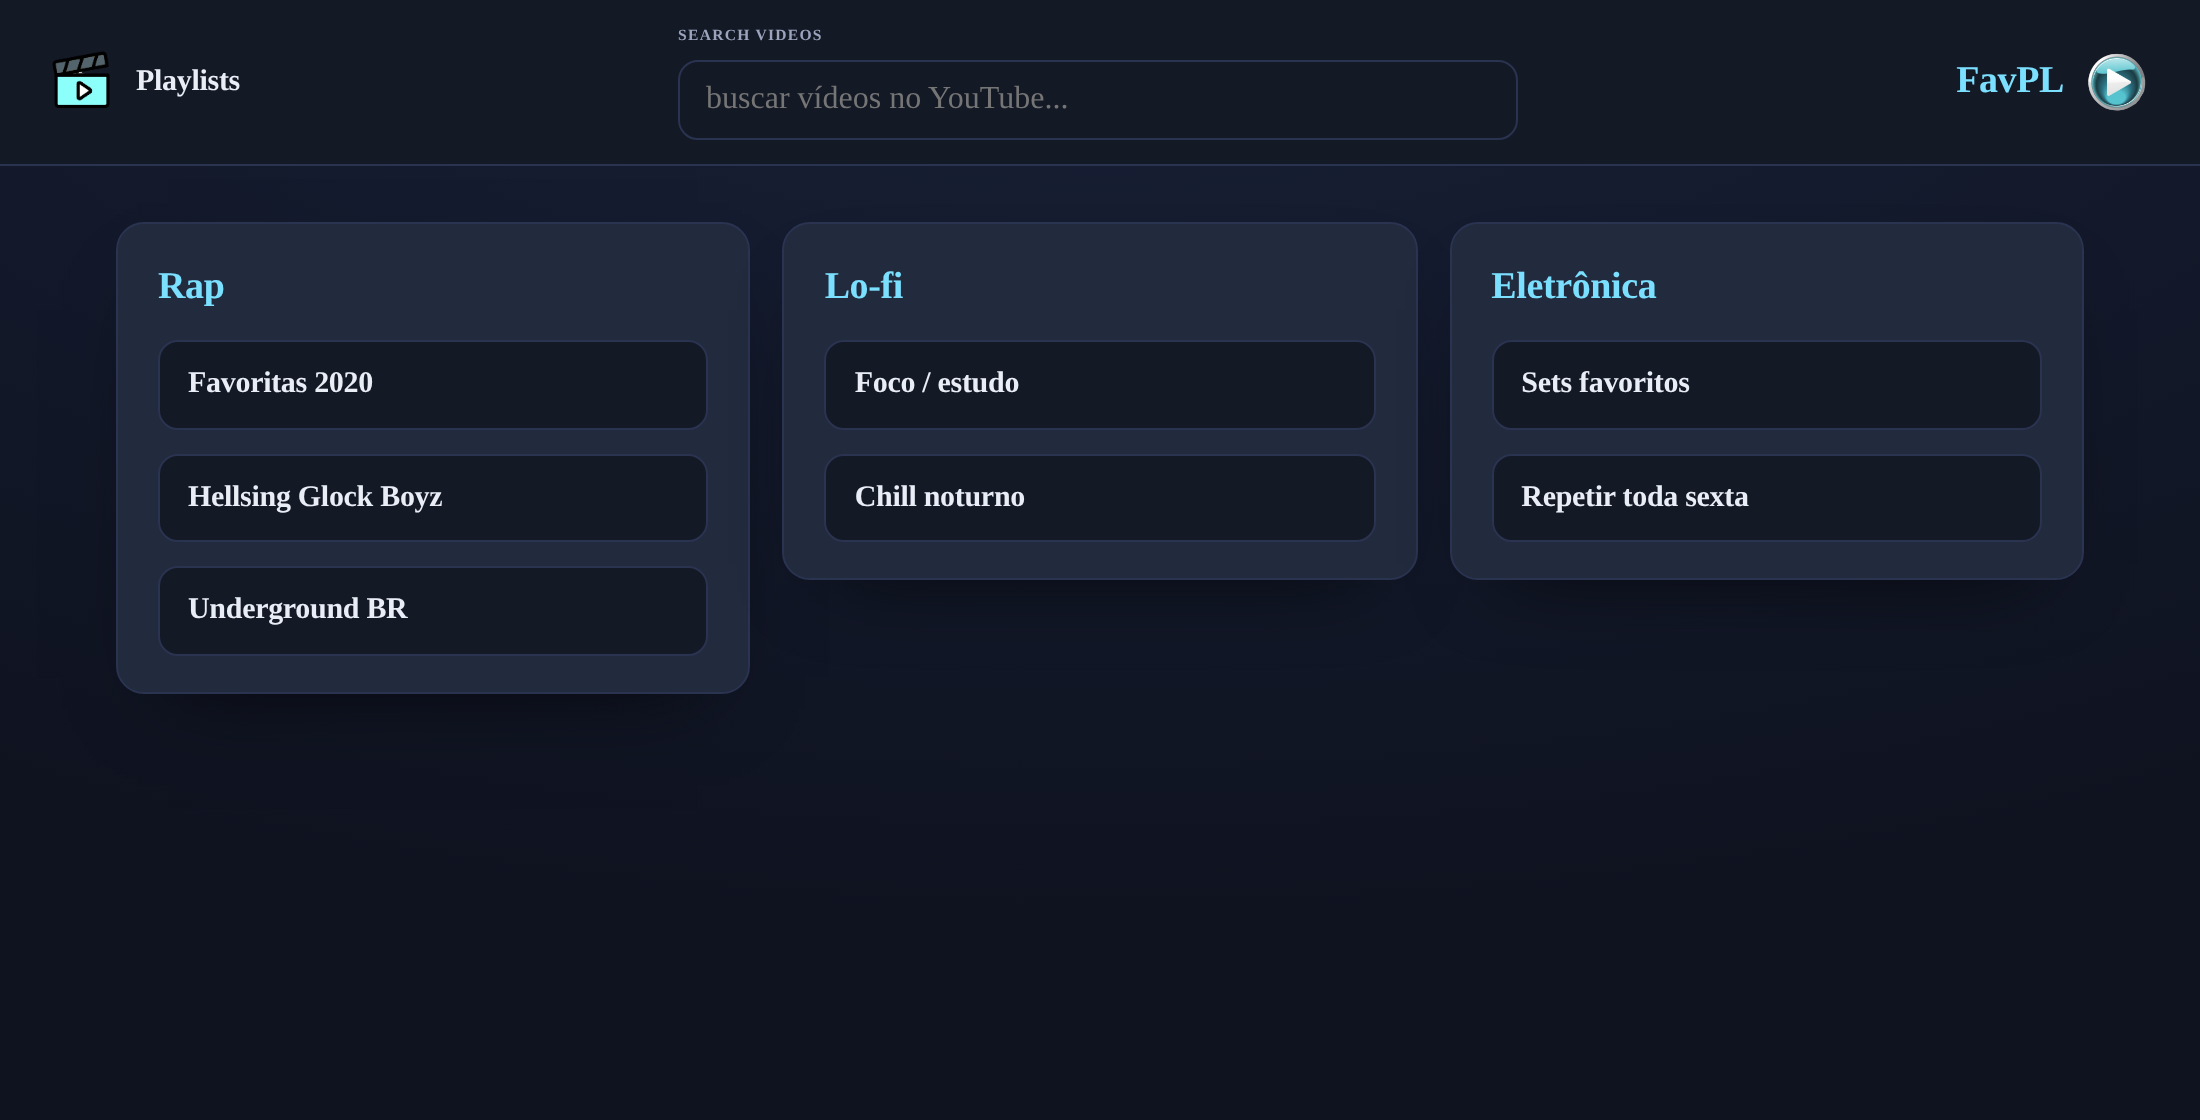 Playlists
SEARCH VIDEOS
buscar vídeos no YouTube...
FavPL
Rap
Favoritas 2020
Hellsing Glock Boyz
Underground BR
Lo-fi
Foco / estudo
Chill noturno
Eletrônica
Sets favoritos
Repetir toda sexta